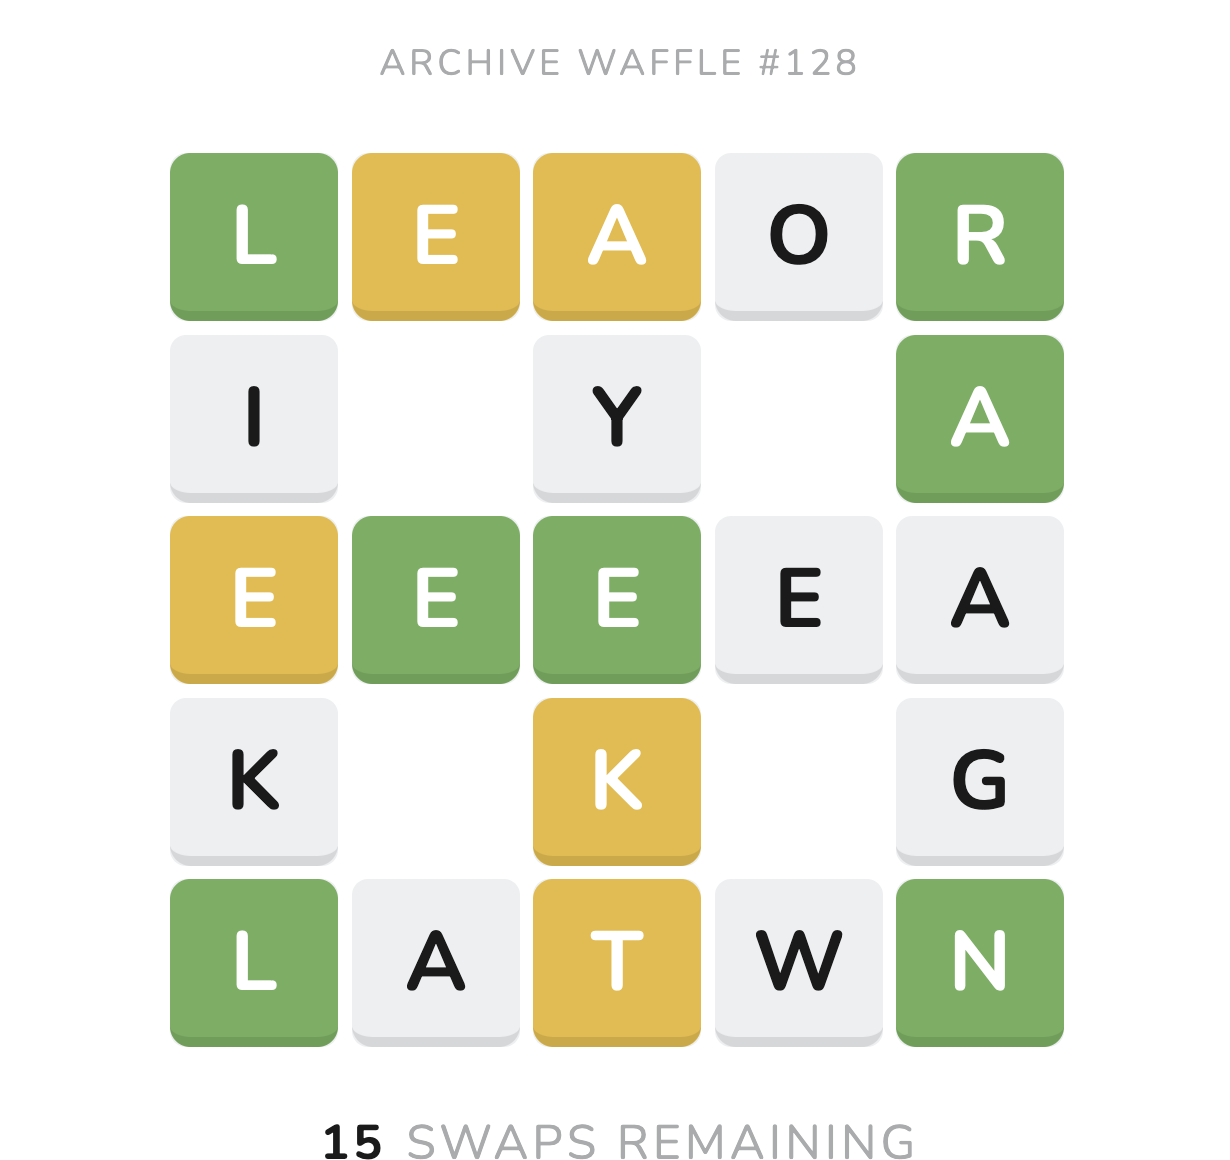 ARCHIVE WAFFLE #128
L E A O R
I Y A
E E E E A
K K G
L A T W N
15 SWAPS REMAINING